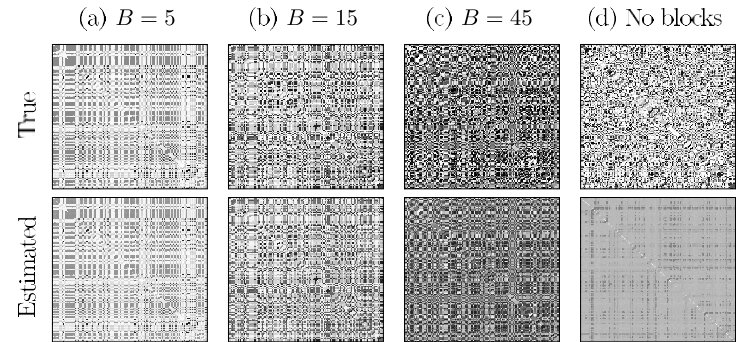 (a) B = 5
(b) B = 15
(c) B = 45
(d) No blocks
True
Estimated